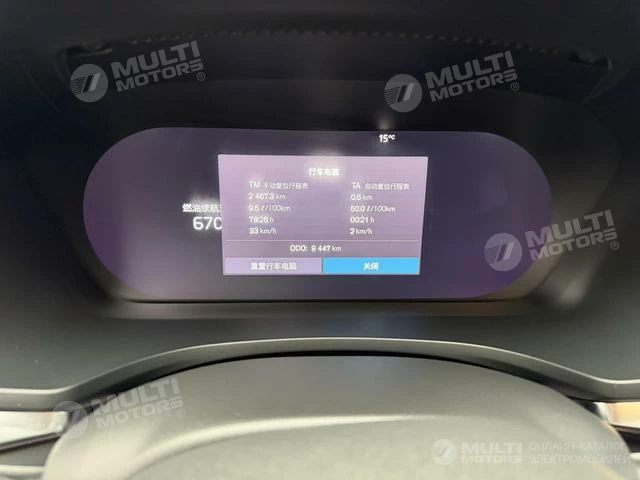 MULTI
MOTORS®
MULTI
MOTORS®
15°C
行车电脑
TM 手动复位行程表 TA 自动复位行程表
2 467.3 km 0.6 km
9.5 ℓ/100km 50.0 ℓ/100km
78:28 h 00:21 h
33 km/h 2 km/h
燃油续航
670
ODO: 9 447 km
重置行车电脑 关闭
MULTI
MOTORS®
MULTI
MOTORS®
MULTI
MOTORS
ОНЛАЙН-КАТАЛОГ
ЭЛЕКТРОМОБИЛЕЙ